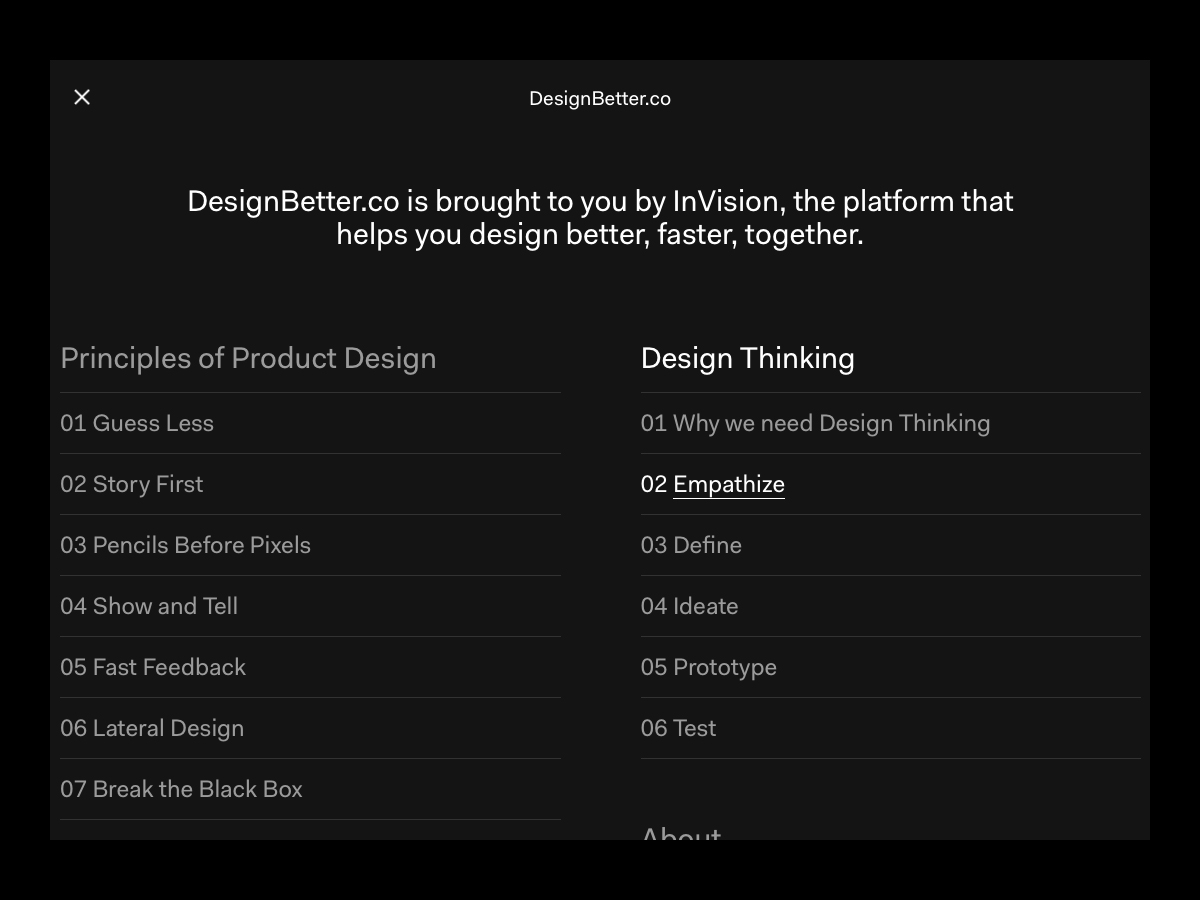 DesignBetter.co
DesignBetter.co is brought to you by InVision, the platform that
helps you design better, faster, together.
Principles of Product Design
01 Guess Less
02 Story First
03 Pencils Before Pixels
04 Show and Tell
05 Fast Feedback
06 Lateral Design
07 Break the Black Box
Design Thinking
01 Why we need Design Thinking
02 Empathize
03 Define
04 Ideate
05 Prototype
06 Test
About